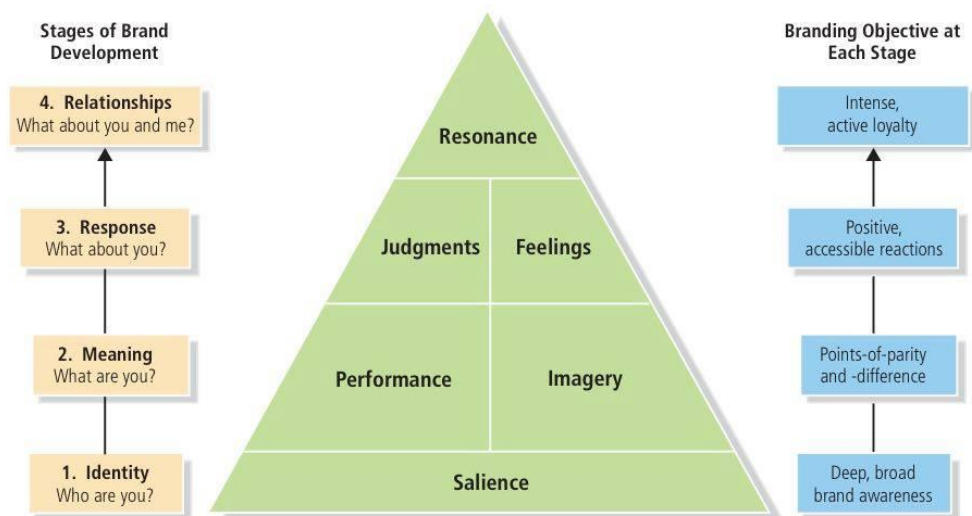 Stages of Brand
Development
4. Relationships
What about you and me?
3. Response
What about you?
2. Meaning
What are you?
1. Identity
Who are you?
Resonance
Judgments
Feelings
Performance
Imagery
Salience
Branding Objective at
Each Stage
Intense,
active loyalty
Positive,
accessible reactions
Points-of-parity
and -difference
Deep, broad
brand awareness